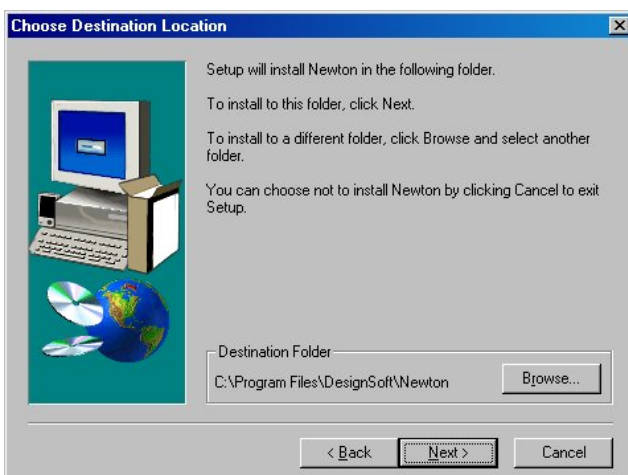 Choose Destination Location
Setup will install Newton in the following folder.
To install to this folder, click Next.
To install to a different folder, click Browse and select another
folder.
You can choose not to install Newton by clicking Cancel to exit
Setup.
Destination Folder
C:\Program Files\DesignSoft\Newton
Browse...
< Back
Next >
Cancel